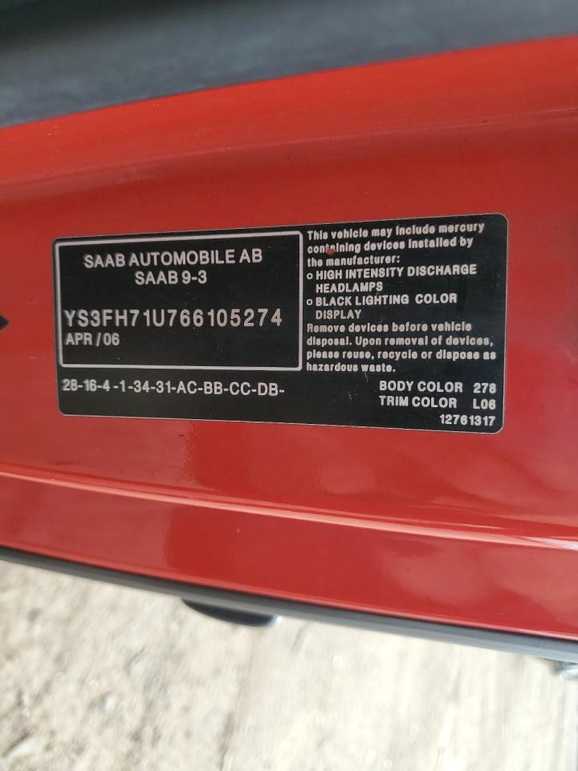 SAAB AUTOMOBILE AB
SAAB 9-3
YS3FH71U766105274
APR / 06
28-16-4 -1-34-31-AC-BB-CC-DB-
This vehicle may include mercury
containing devices installed by
the manufacturer:
o HIGH INTENSITY DISCHARGE
HEADLAMPS
o BLACK LIGHTING COLOR
DISPLAY
Remove devices before vehicle
disposal. Upon removal of devices,
please reuse, recycle or dispose as
hazardous waste.
BODY COLOR 278
TRIM COLOR L06
12761317